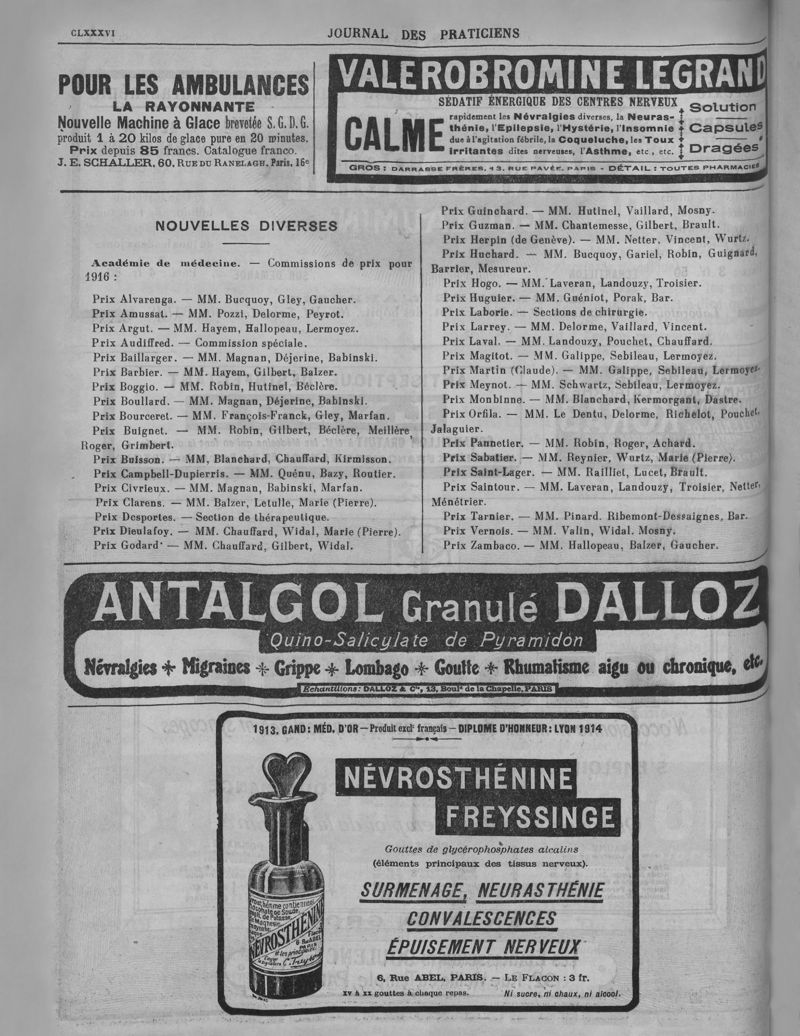 CLXXXVI
JOURNAL DES PRATICIENS
POUR LES AMBULANCES
LA RAYONNANTE
Nouvelle Machine à Glace brevetée S.G.D.G.
produit 1 à 20 kilos de glace pure en 20 minutes.
Prix depuis 85 francs. Catalogue franco.
J. E. SCHALLER, 60, RUE DU RANELAGH, Paris, 16e
VALEROBROMINE LEGRAND
SÉDATIF ÉNERGIQUE DES CENTRES NERVEUX
CALME
rapidement les Névralgies diverses, la Neuras-
thénie, l'Epilepsie, l'Hystérie, l'Insomnie
due à l'agitation fébrile, la Coqueluche, les Toux
irritantes dites nerveuses, l'Asthme, etc., etc.
Solution
Capsules
Dragées
GROS: DARRASSE FRÈRES, 13, RUE PAVÉE, PARIS - DÉTAIL: TOUTES PHARMACIES
NOUVELLES DIVERSES
Académie de médecine. — Commissions de prix pour
1916 :
Prix Alvarenga. — MM. Bucquoy, Gley, Gaucher.
Prix Amussat. — MM. Pozzi, Delorme, Peyrot.
Prix Argut. — MM. Hayem, Hallopeau, Lermoyez.
Prix Audiffred. — Commission spéciale.
Prix Baillarger. — MM. Magnan, Déjerine, Babinski.
Prix Barbier. — MM. Hayem, Gilbert, Balzer.
Prix Boggio. — MM. Robin, Hutinel, Béclère.
Prix Boullard. — MM. Magnan, Déjerine, Babinski.
Prix Bourceret. — MM. François-Franck, Gley, Marfan.
Prix Buignet. — MM. Robin, Gilbert, Béclère, Meillère,
Roger, Grimbert.
Prix Buisson. — MM, Blanchard, Chauffard, Kirmisson.
Prix Campbell-Dupierris. — MM. Quénu, Bazy, Routier.
Prix Civrieux. — MM. Magnan, Babinski, Marfan.
Prix Clarens. — MM. Balzer, Letulle, Marie (Pierre).
Prix Desportes. — Section de thérapeutique.
Prix Dieulafoy. — MM. Chauffard, Widal, Marie (Pierre).
Prix Godard — MM. Chauffard, Gilbert, Widal.
Prix Guinchard. — MM. Hutinel, Vaillard, Mosny.
Prix Guzman. — MM. Chantemesse, Gilbert, Brault.
Prix Herpin (de Genève). — MM. Netter, Vincent, Wurtz.
Prix Huchard. — MM. Bucquoy, Gariel, Robin, Guignard,
Barrier, Mesureur.
Prix Hogo. — MM. Laveran, Landouzy, Troisier.
Prix Huguier. — MM. Guéniot, Porak, Bar.
Prix Laborie. — Sections de chirurgie.
Prix Larrey. — MM. Delorme, Vaillard, Vincent.
Prix Laval. — MM. Landouzy, Pouchet, Chauffard.
Prix Magitot. — MM. Galippe, Sebileau, Lermoyez.
Prix Martin (Claude). — MM. Galippe, Sebileau, Lermoyez.
Prix Meynot. — MM. Schwartz, Sebileau, Lermoyez.
Prix Monbinne. — MM. Blanchard, Kermorgant, Dastre.
Prix Orfila. — MM. Le Dentu, Delorme, Richelot, Pouchet,
Jalaguier.
Prix Pannetier. — MM. Robin, Roger, Achard.
Prix Sabatier. — MM. Reynier, Wurtz, Marie (Pierre).
Prix Saint-Lager. — MM. Railliet, Lucet, Brault.
Prix Saintour. — MM. Laveran, Landouzy, Troisier, Netter,
Ménétrier.
Prix Tarnier. — MM. Pinard. Ribemont-Dessaignes, Bar.
Prix Vernois. — MM. Valin, Widal, Mosny.
Prix Zambaco. — MM. Hallopeau, Balzer, Gaucher.
ANTALGOL Granulé DALLOZ
Quino-Salicylate de Pyramidon
Névralgies * Migraines * Grippe * Lombago * Goutte * Rhumatisme aigu ou chronique, etc.
Echantillons: DALLOZ & Cie, 13, Bould de la Chapelle, PARIS
1913, GAND: MÉD. D'OR — Produit exclt français — DIPLOME D'HONNEUR: LYON 1914
NÉVROSTHÉNINE
FREYSSINGE
Gouttes de glycérophosphates alcalins
(éléments principaux des tissus nerveux).
SURMENAGE, NEURASTHÉNIE
CONVALESCENCES
ÉPUISEMENT NERVEUX
6, Rue ABEL, PARIS. — LE FLACON : 3 fr.
XV à XX gouttes à chaque repas.
Ni sucre, ni chaux, ni alcool.
NÉVROSTHÉNINE